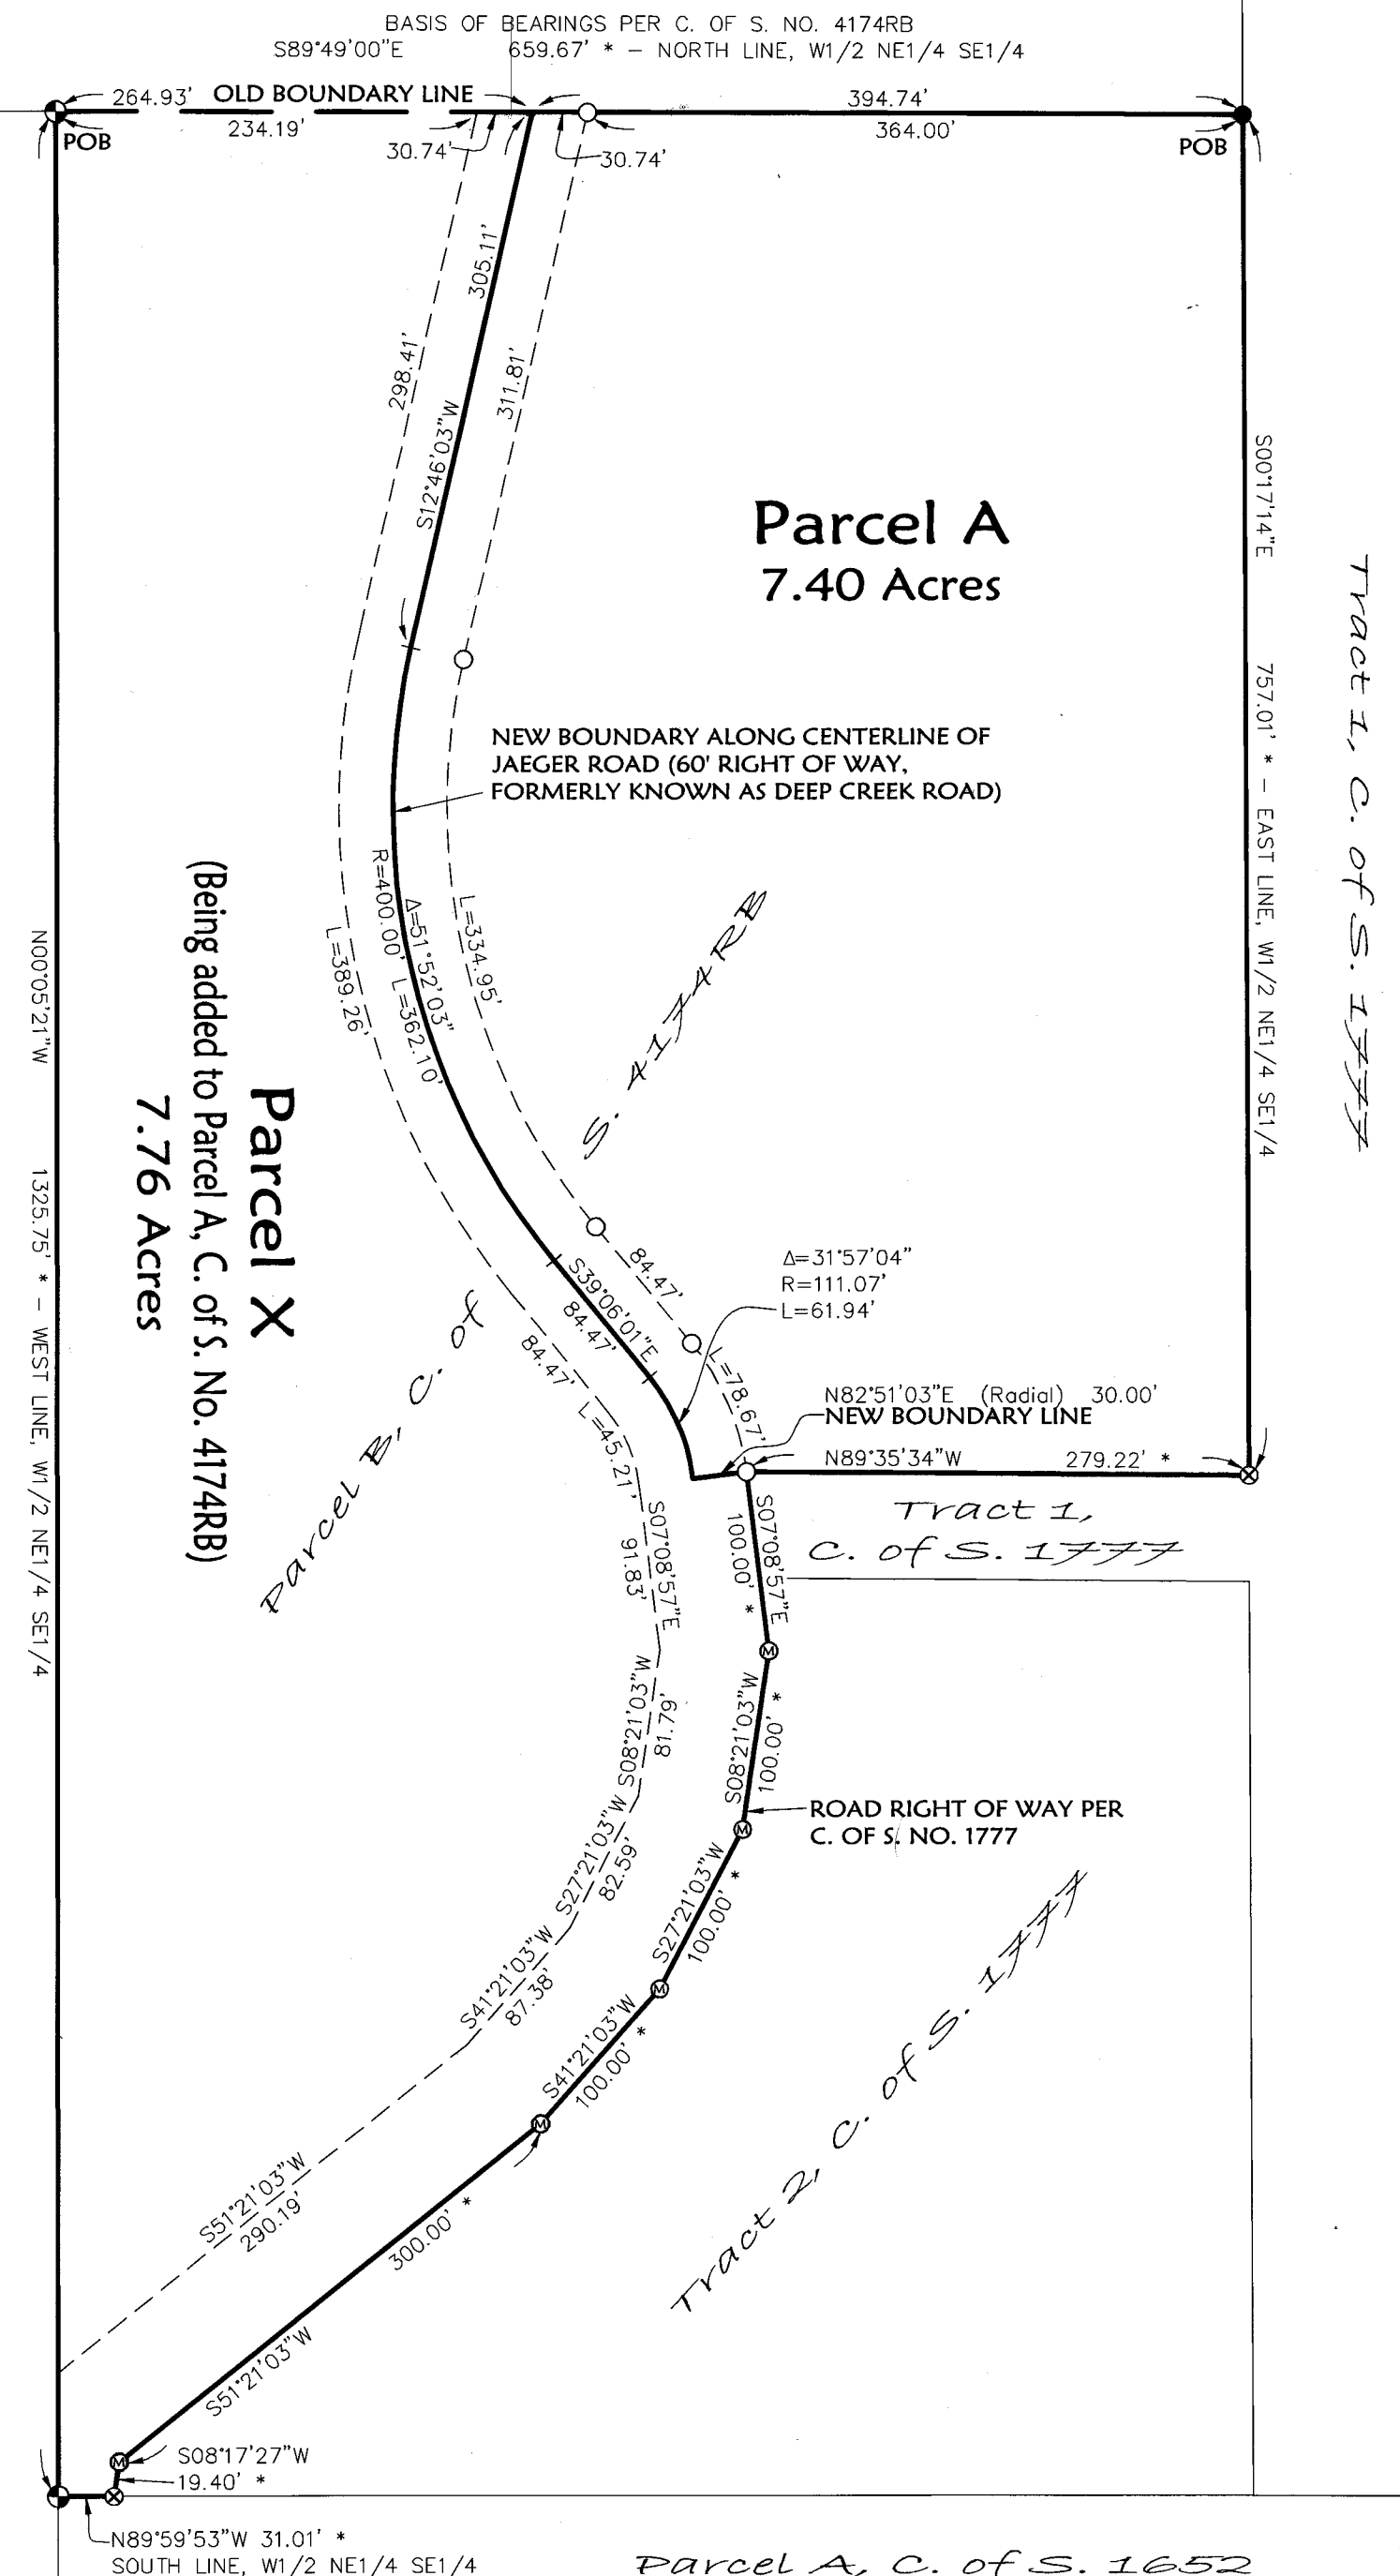 BASIS OF BEARINGS PER C. OF S. NO. 4174RB
S89°49'00"E 659.67' * – NORTH LINE, W1/2 NE1/4 SE1/4
264.93' OLD BOUNDARY LINE 394.74'
234.19' 364.00'
POB 30.74' 30.74' POB
305.11'
298.41'
311.81'
S12°46'03"W
S00°17'14"E 757.01' * – EAST LINE, W1/2 NE1/4 SE1/4
Tract 1, C. of S. 1777
Parcel A
7.40 Acres
NEW BOUNDARY ALONG CENTERLINE OF
JAEGER ROAD (60' RIGHT OF WAY,
FORMERLY KNOWN AS DEEP CREEK ROAD)
L=334.95'
Δ=51°52'03"
R=400.00' L=362.10'
L=389.26'
Parcel X
(Being added to Parcel A, C. of S. No. 4174RB)
7.76 Acres
N00°05'21"W 1325.75' * – WEST LINE, W1/2 NE1/4 SE1/4
Parcel B, C. of S. 4174RB
84.47'
S39°06'01"E
84.47'
84.47'
Δ=31°57'04"
R=111.07'
L=61.94'
L=78.67'
L=45.21'
N82°51'03"E (Radial) 30.00'
NEW BOUNDARY LINE
N89°35'34"W 279.22' *
Tract 1,
C. of S. 1777
S07°08'57"E
100.00' *
S07°08'57"E
91.83'
S08°21'03"W
100.00' *
S08°21'03"W
81.79'
ROAD RIGHT OF WAY PER
C. OF S. NO. 1777
S27°21'03"W
100.00' *
S27°21'03"W
82.59'
S41°21'03"W
100.00' *
S41°21'03"W
87.38'
Tract 2, C. of S. 1777
S51°21'03"W
290.19'
300.00' *
S51°21'03"W
S08°17'27"W
19.40' *
N89°59'53"W 31.01' *
SOUTH LINE, W1/2 NE1/4 SE1/4
Parcel A, C. of S. 1652
M
M
M
M
M